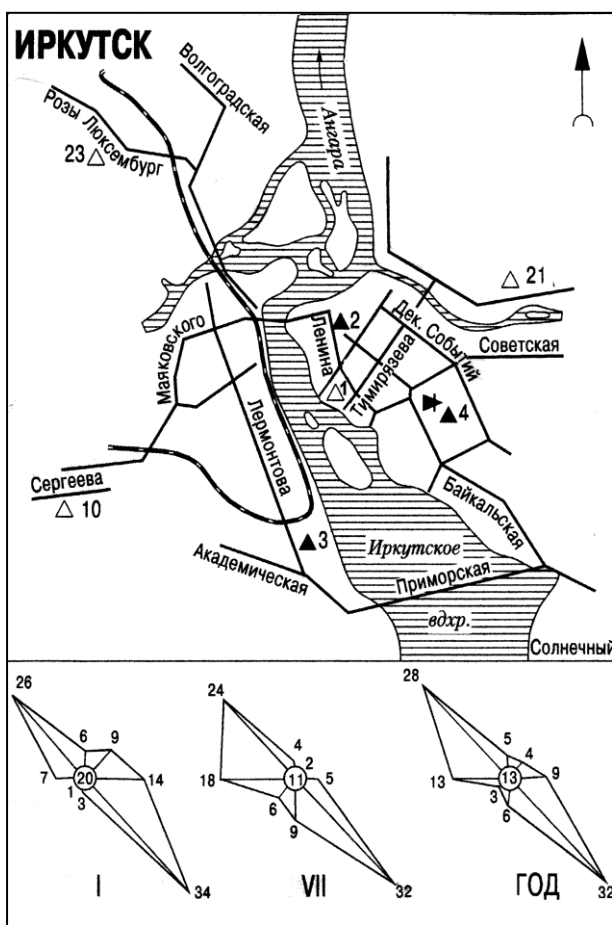 ИРКУТСК
Волгоградская
Розы Люксембург
23
Ангара
21
2
Ленина
Дек. Событий
Советская
Маяковского
1
Тимирязева
4
Лермонтова
Сергеева
10
Байкальская
3
Иркутское
Академическая
Приморская
вдхр.
Солнечный
26
6
9
7
20
14
1
3
34
I
24
4
2
18
11
5
6
9
32
VII
28
5
4
13
13
9
3
6
32
ГОД